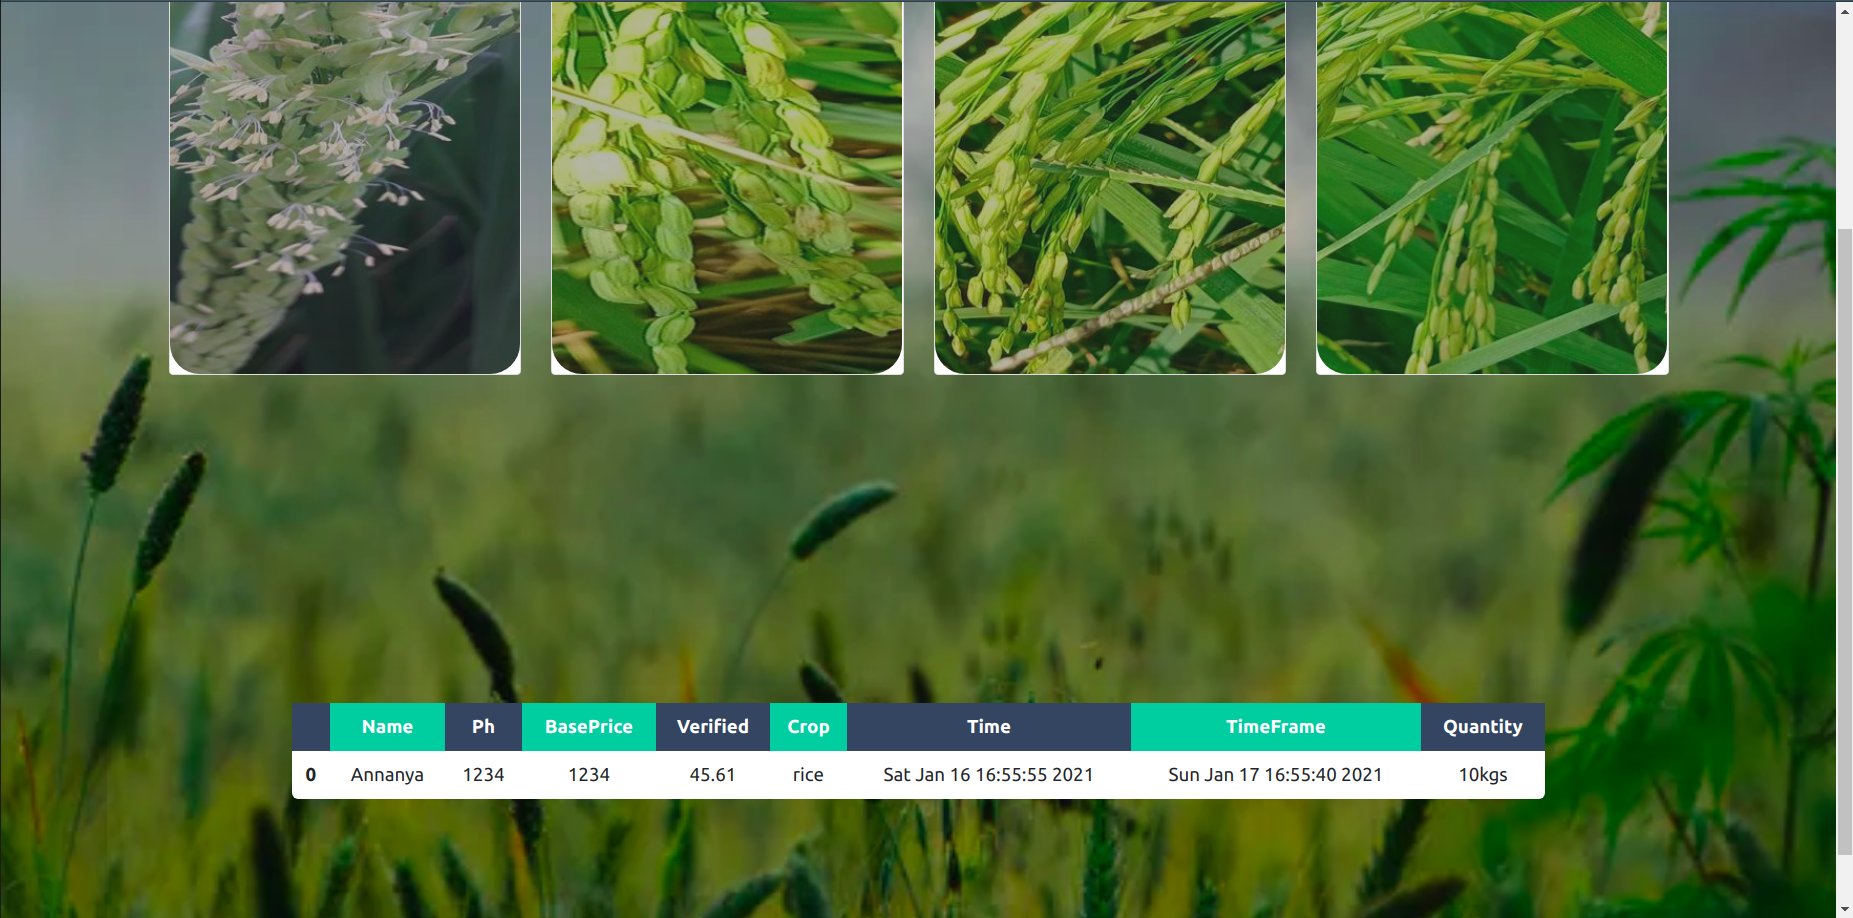 Name Ph BasePrice Verified Crop Time TimeFrame Quantity
0 Annanya 1234 1234 45.61 rice Sat Jan 16 16:55:55 2021 Sun Jan 17 16:55:40 2021 10kgs